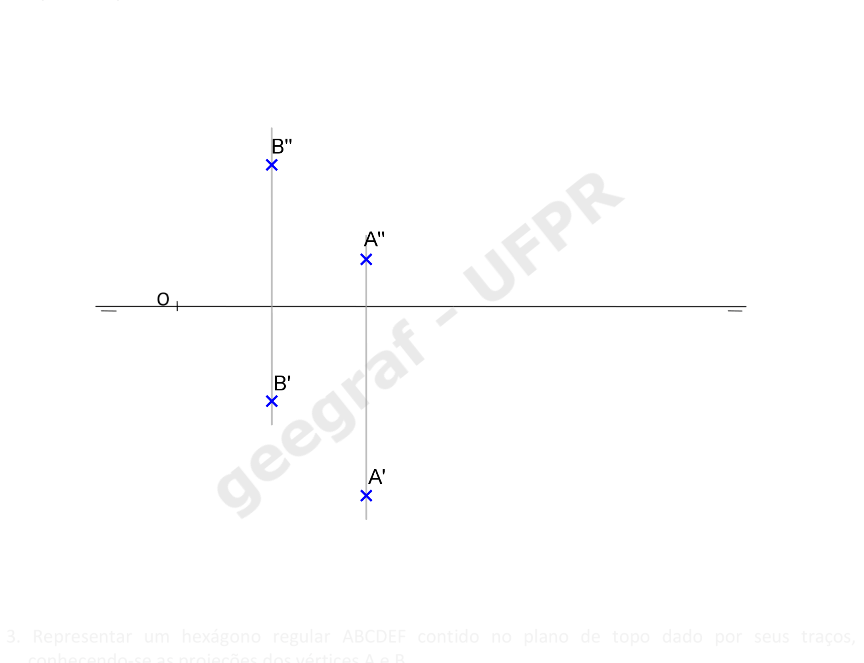 B"
A"
O
B'
A'
geegraf - UFPR
3. Representar um hexágono regular ABCDEF contido no plano de topo dado por seus traços,
conhecendo-se as projeções dos vértices A e B.